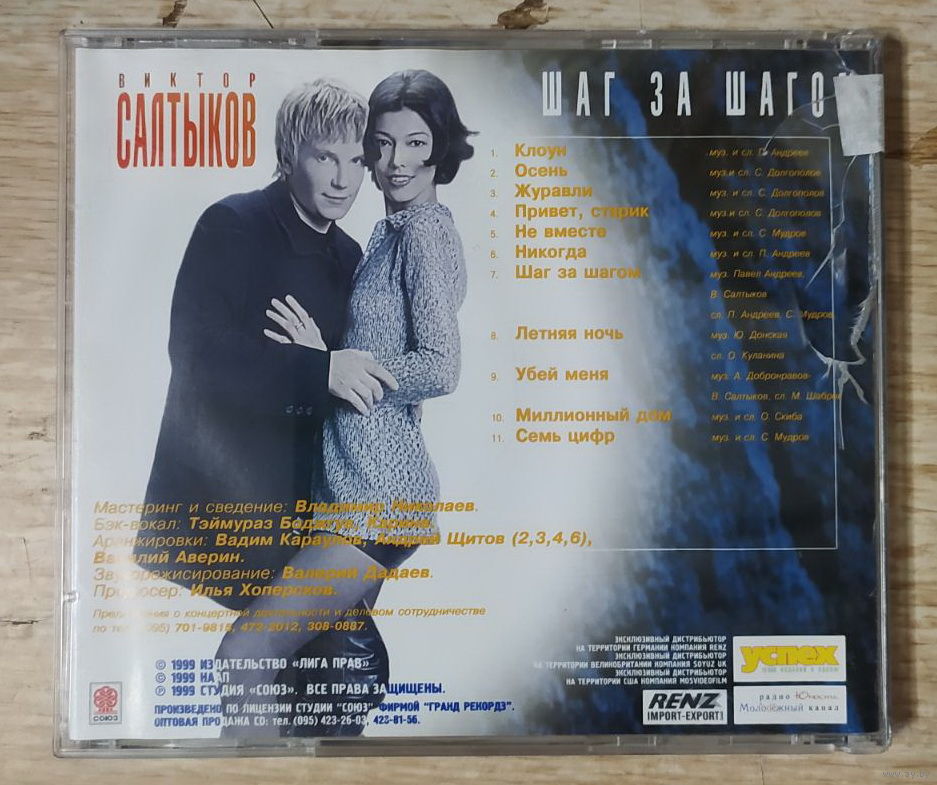 ВИКТОР
САЛТЫКОВ
ШАГ ЗА ШАГО
1. Клоун муз. и сл. П. Андреев
2. Осень муз.и сл. С. Долгополов
3. Журавли муз. и сл. С. Долгополов
4. Привет, старик муз.и сл. С. Долгополов
5. Не вместе муз. и сл. С Мудров
6. Никогда муз. и сл. П. Андреев
7. Шаг за шагом муз. Павел Андреев,
В. Салтыков
сл. П. Андреев, С. Мудров,
8. Летняя ночь муз. Ю. Донская
сл. О. Куланина
9. Убей меня муз. А. Добронравов-
В. Салтыков, сл. М. Шабров
10. Миллионный дом муз. и сл. О. Скиба
11. Семь цифр муз. и сл. С Мудров
Мастеринг и сведение: Владимир Николаев.
Бэк-вокал: Тэймураз Карина.
Аранжировки: Вадим Караулов, Андрей Щитов (2,3,4,6),
Василий Аверин.
Звукорежисирование: Валерий Дадаев.
Продюсер: Илья Хоперсков.
Предложения о концертной деятельности и деловом сотрудничестве
по тел. (095) 701-9818, 472-2012, 308-0887.
© 1999 ИЗДАТЕЛЬСТВО «ЛИГА ПРАВ»
© 1999 НААП
℗ 1999 СТУДИЯ «СОЮЗ». ВСЕ ПРАВА ЗАЩИЩЕНЫ.
ПРОИЗВЕДЕНО ПО ЛИЦЕНЗИИ СТУДИИ "СОЮЗ" ФИРМОЙ "ГРАНД РЕКОРДЗ".
ОПТОВАЯ ПРОДАЖА CD: тел. (095) 423-26-03, 423-81-56.
СОЮЗ
ЭКСКЛЮЗИВНЫЙ ДИСТРИБЬЮТОР
НА ТЕРРИТОРИИ ГЕРМАНИИ КОМПАНИЯ RENZ
ЭКСКЛЮЗИВНЫЙ ДИСТРИБЬЮТОР
НА ТЕРРИТОРИИ ВЕЛИКОБРИТАНИИ КОМПАНИЯ SOYUZ UK
ЭКСКЛЮЗИВНЫЙ ДИСТРИБЬЮТОР
НА ТЕРРИТОРИИ США КОМПАНИЯ MOSVIDEOFILM
RENZ
IMPORT-EXPORT
успех
радио Юность
Молодёжный канал
www.ay.by